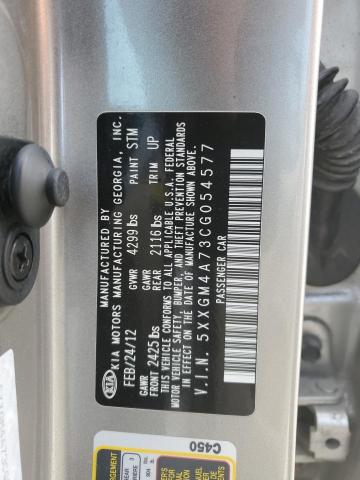 KIA
MANUFACTURED BY
KIA MOTORS MANUFACTURING GEORGIA, INC.
FEB/24/12 GVWR 4299 lbs PAINT STM
GAWR FRONT 2425 lbs GAWR REAR 2116 lbs TRIM UP
THIS VEHICLE CONFORMS TO ALL APPLICABLE U.S.A. FEDERAL
MOTOR VEHICLE SAFETY, BUMPER, AND THEFT PREVENTION STANDARDS
IN EFFECT ON THE DATE OF MANUFACTURE SHOWN ABOVE.
V.I.N. 5XXGM4A73CG054577
PASSENGER CAR
C450